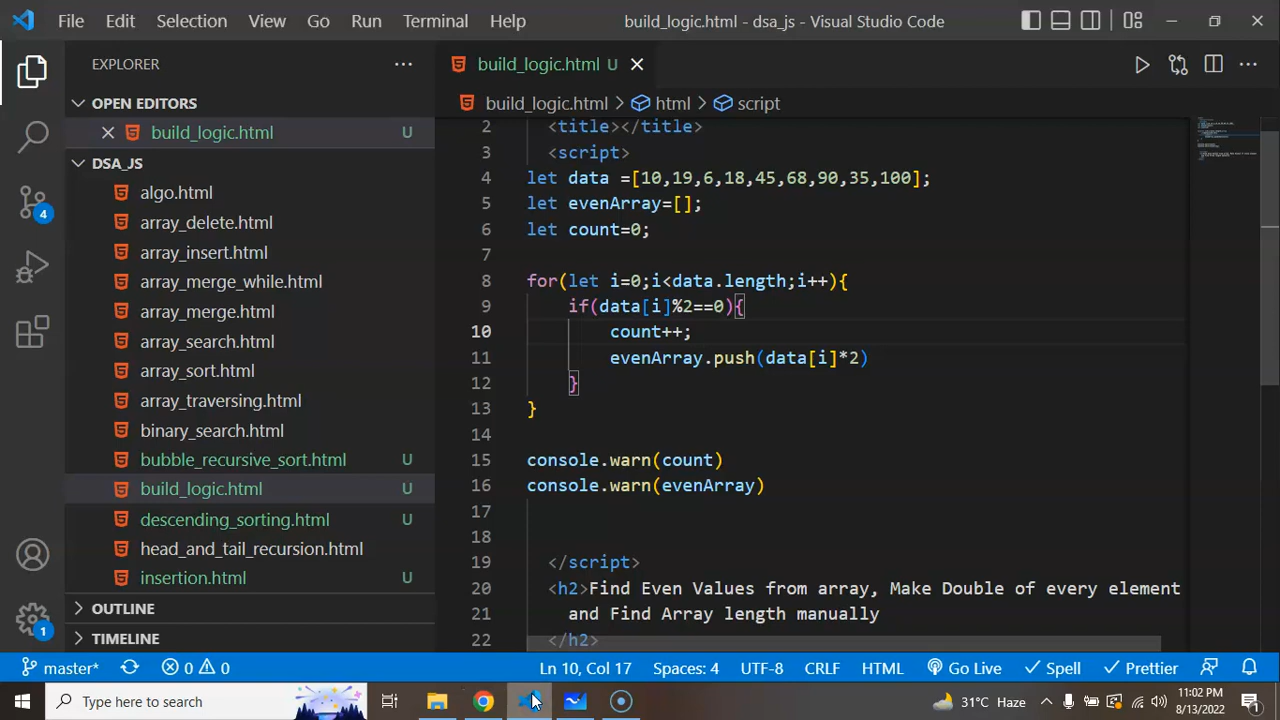 File Edit Selection View Go Run Terminal Help build_logic.html - dsa_js - Visual Studio Code
EXPLORER
OPEN EDITORS
build_logic.html U
DSA_JS
algo.html
array_delete.html
array_insert.html
array_merge_while.html
array_merge.html
array_search.html
array_sort.html
array_traversing.html
binary_search.html
bubble_recursive_sort.html U
build_logic.html U
descending_sorting.html U
head_and_tail_recursion.html
insertion.html U
OUTLINE
TIMELINE
4
1
build_logic.html U
build_logic.html > html > script
2 <title></title>
3 <script>
4 let data =[10,19,6,18,45,68,90,35,100];
5 let evenArray=[];
6 let count=0;
7
8 for(let i=0;i<data.length;i++){
9 if(data[i]%2==0){
10 count++;
11 evenArray.push(data[i]*2)
12 }
13 }
14
15 console.warn(count)
16 console.warn(evenArray)
17
18
19 </script>
20 <h2>Find Even Values from array, Make Double of every element
21 and Find Array length manually
22 </h2>
master* 0 0 Ln 10, Col 17 Spaces: 4 UTF-8 CRLF HTML Go Live Spell Prettier
Type here to search
31°C Haze
11:02 PM
8/13/2022
1